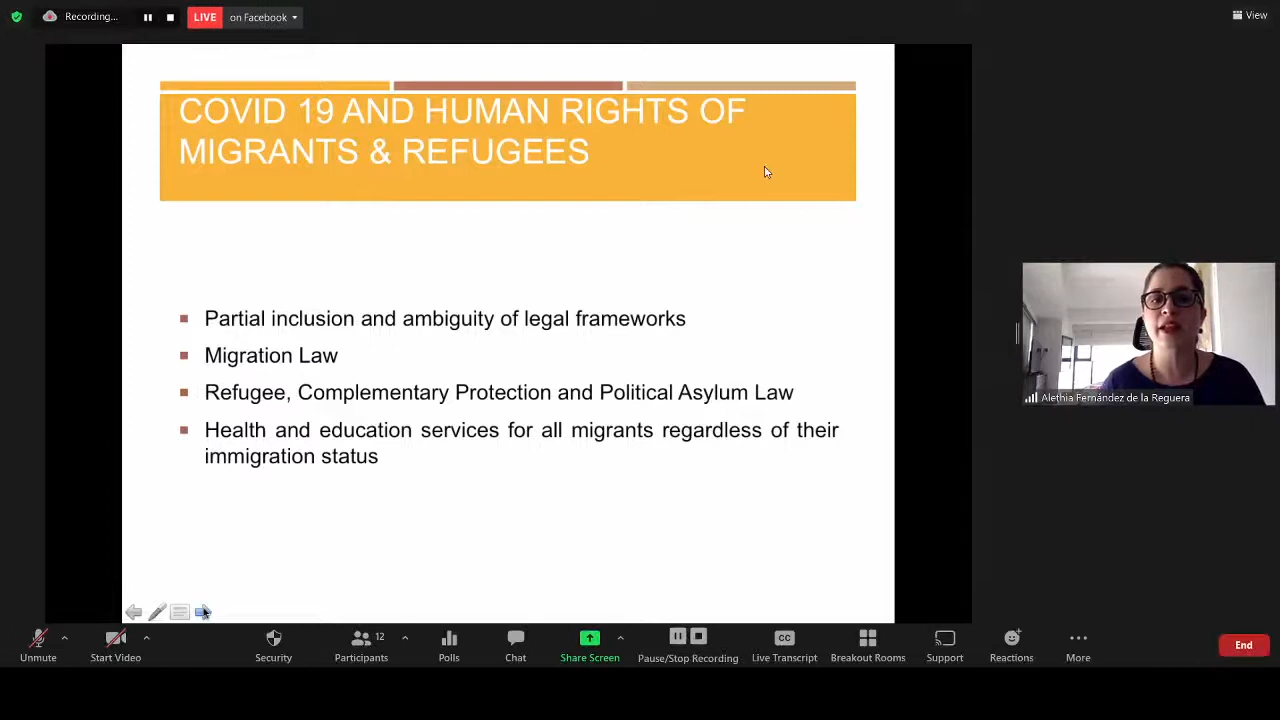 Recording...
LIVE on Facebook
View
COVID 19 AND HUMAN RIGHTS OF
MIGRANTS & REFUGEES
Partial inclusion and ambiguity of legal frameworks
Migration Law
Refugee, Complementary Protection and Political Asylum Law
Health and education services for all migrants regardless of their
immigration status
Alethia Fernández de la Reguera
12
CC
Unmute
Start Video
Security
Participants
Polls
Chat
Share Screen
Pause/Stop Recording
Live Transcript
Breakout Rooms
Support
Reactions
More
End